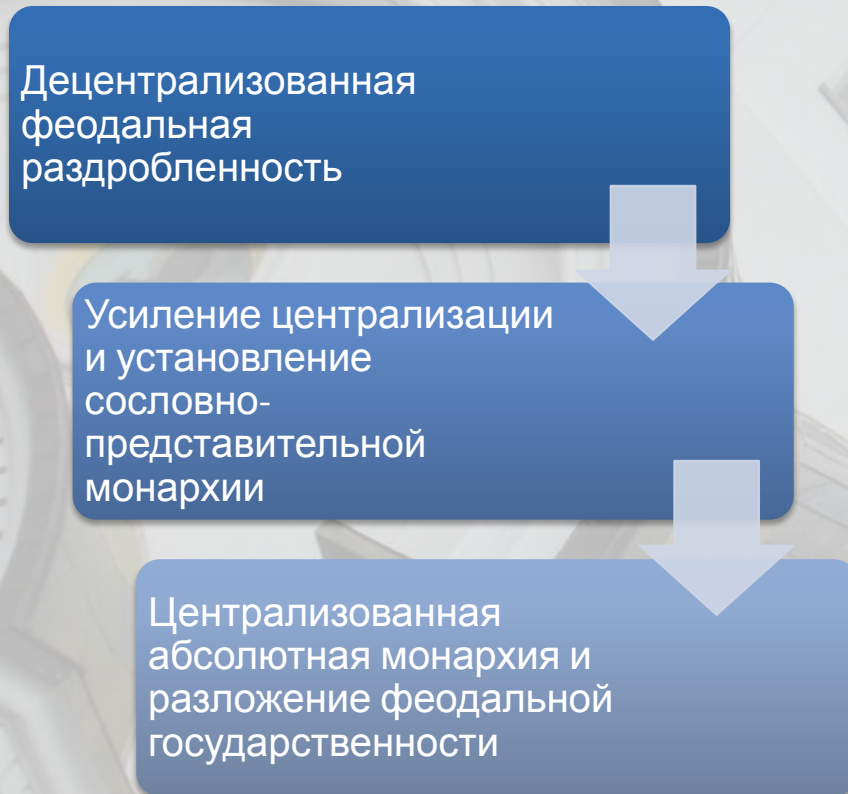 Децентрализованная
феодальная
раздробленность
Усиление централизации
и установление
сословно-
представительной
монархии
Централизованная
абсолютная монархия и
разложение феодальной
государственности